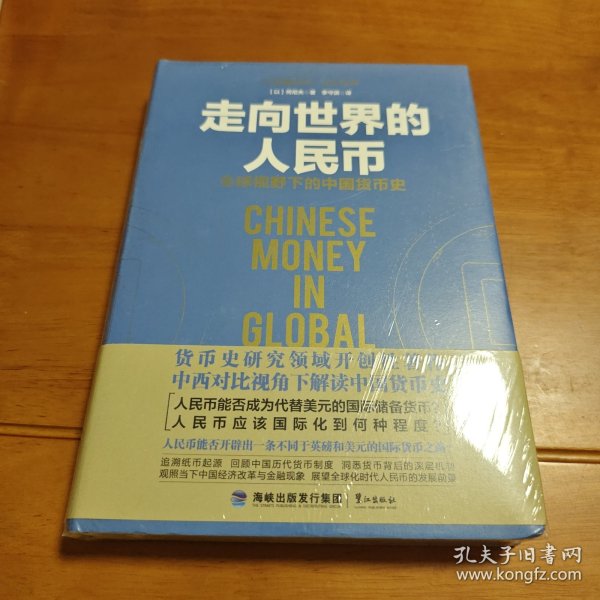 [以] 荷尼夫 著 李守旗 译
走向世界的
人民币
全球视野下的中国货币史
CHINESE
MONEY
IN
GLOBAL
货币史研究领域开创
中西对比视角下解读中国货币史
人民币能否成为代替美元的国际储备货币?
人民币应该国际化到何种程度?
人民币能否开辟出一条不同于英镑和美元的国际货币之路
追溯纸币起源 回顾中国历代货币制度 洞悉货币背后的深层机制
观照当下中国经济改革与金融现象 展望全球化时代人民币的发展前景
海峡出版发行集团
鹭江出版社
孔夫子旧书网
www.kongfz.com